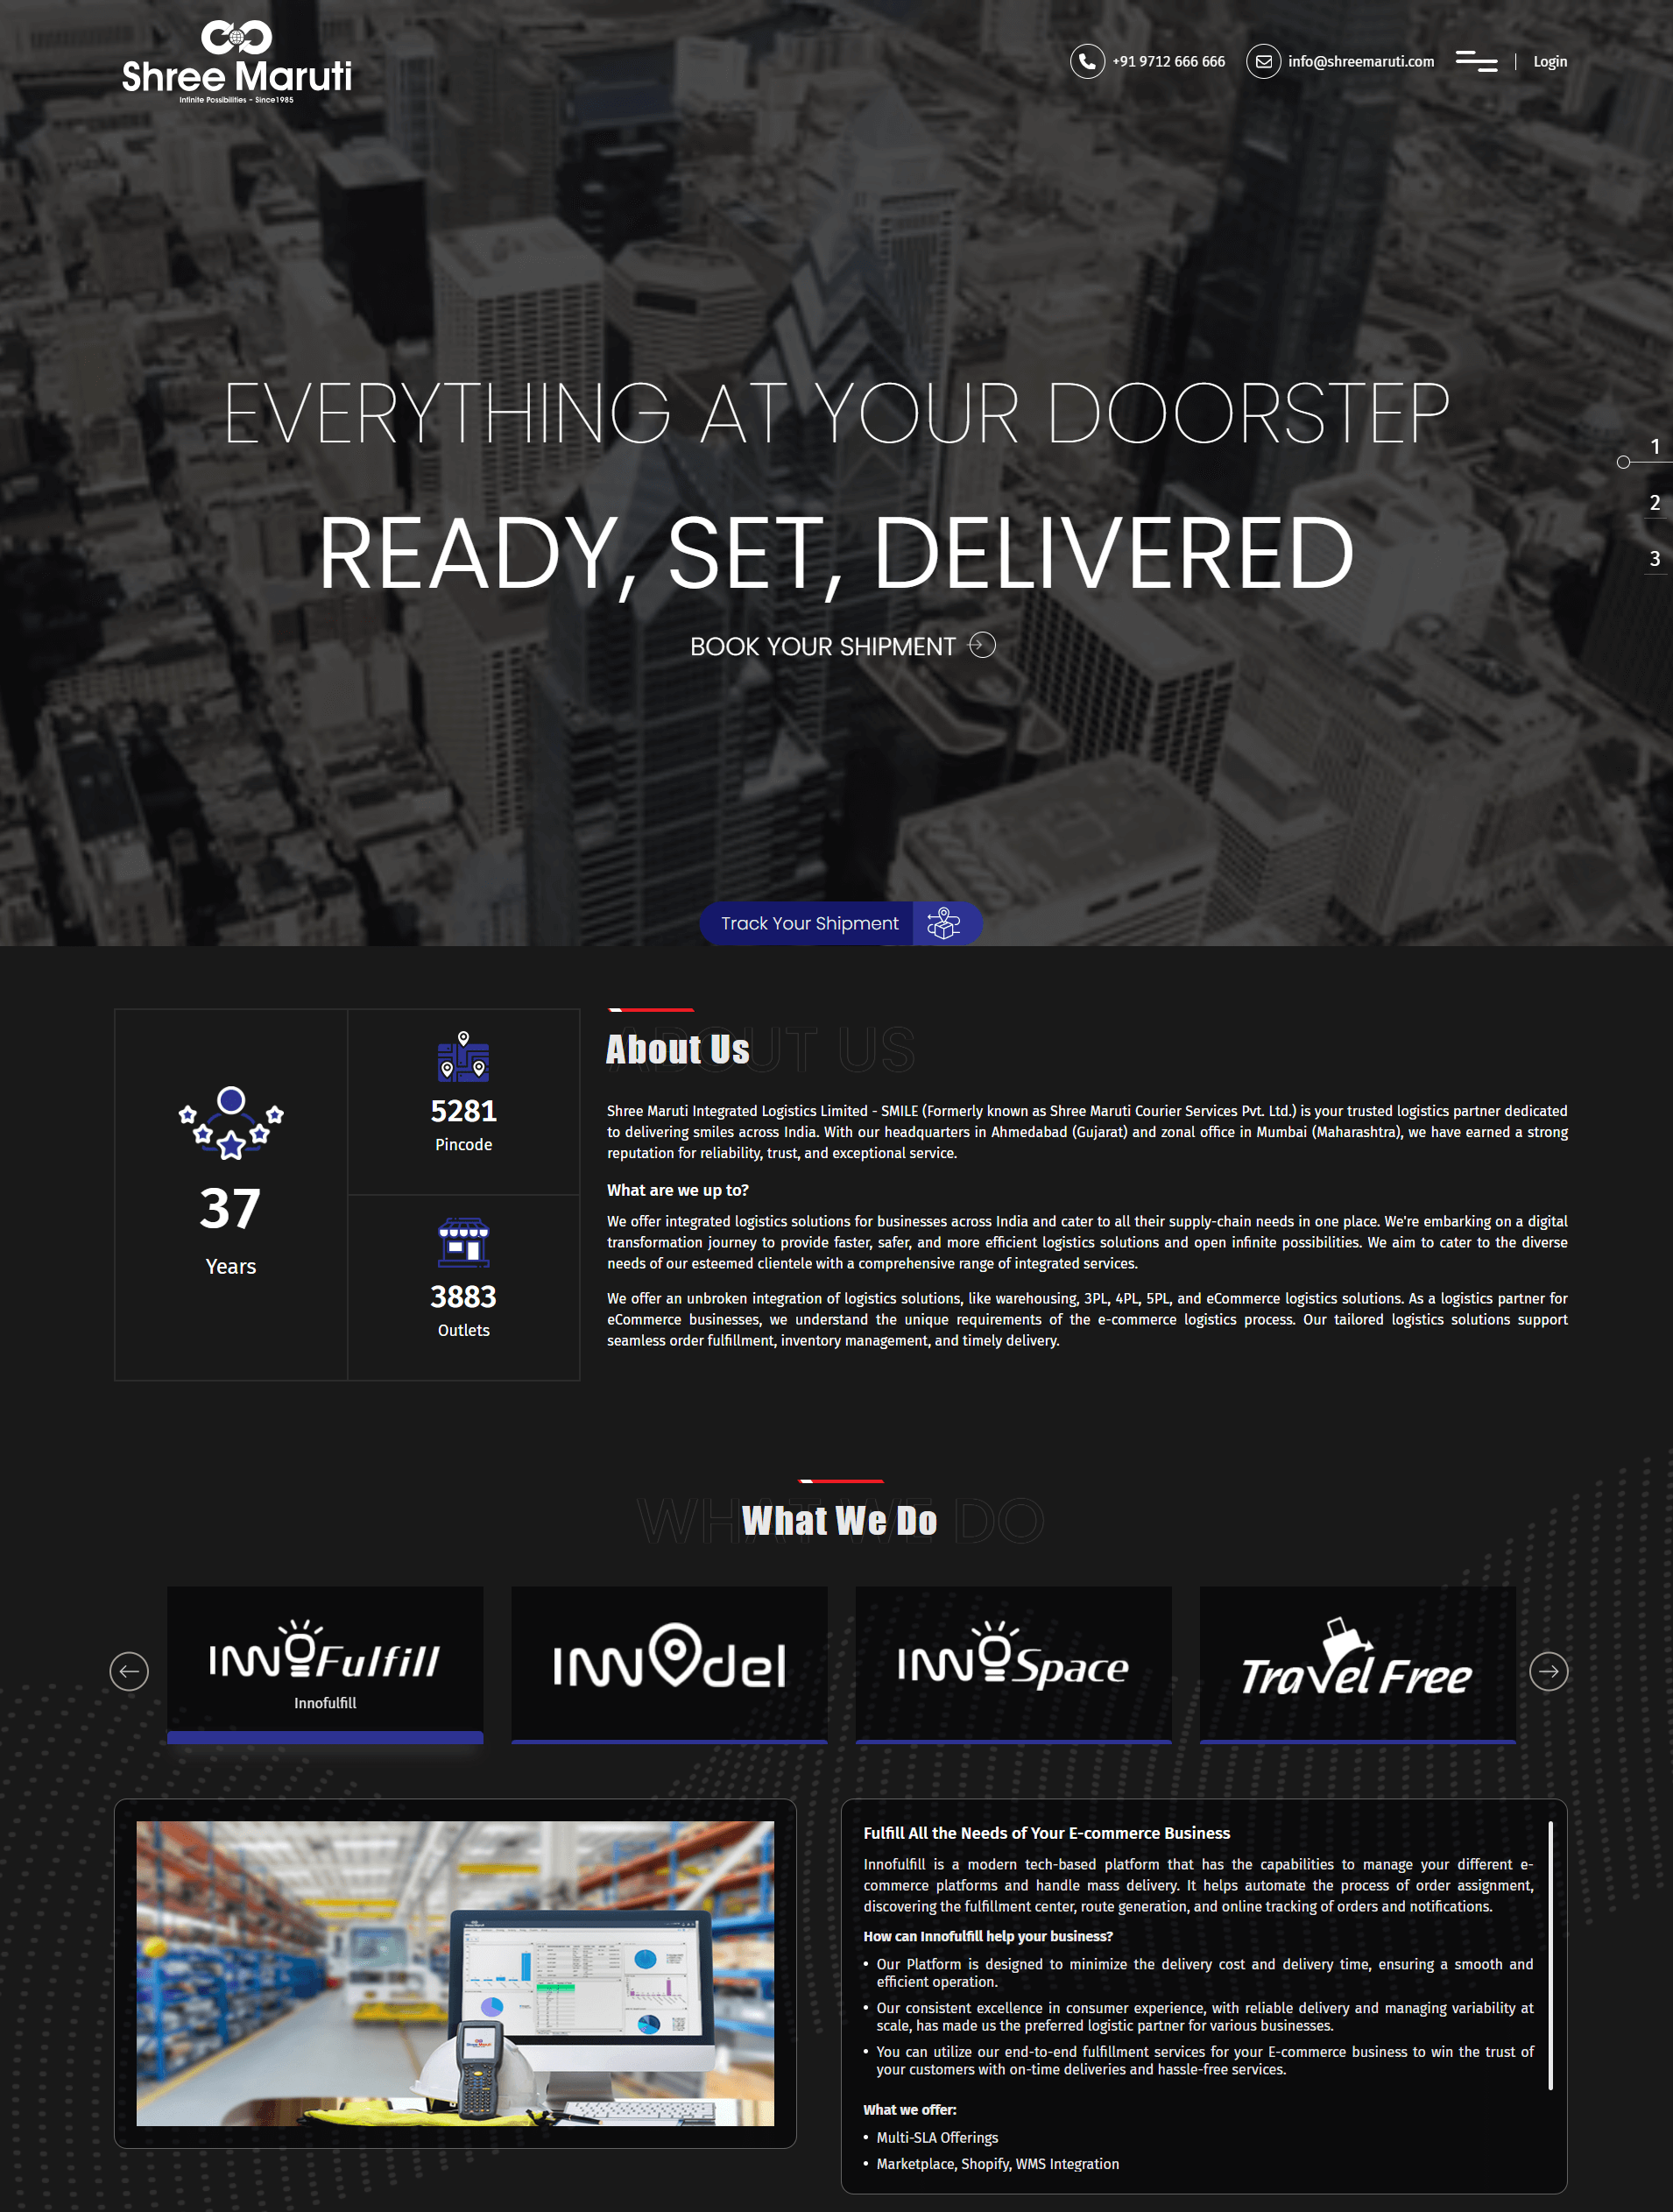 Shree Maruti
Infinite Possibilities - Since1985
+91 9712 666 666
info@shreemaruti.com
Login
EVERYTHING AT YOUR DOORSTEP
READY, SET, DELIVERED
BOOK YOUR SHIPMENT
1
2
3
Track Your Shipment
37
Years
5281
Pincode
3883
Outlets
ABOUT US
About Us
Shree Maruti Integrated Logistics Limited - SMILE (Formerly known as Shree Maruti Courier Services Pvt. Ltd.) is your trusted logistics partner dedicated
to delivering smiles across India. With our headquarters in Ahmedabad (Gujarat) and zonal office in Mumbai (Maharashtra), we have earned a strong
reputation for reliability, trust, and exceptional service.
What are we up to?
We offer integrated logistics solutions for businesses across India and cater to all their supply-chain needs in one place. We're embarking on a digital
transformation journey to provide faster, safer, and more efficient logistics solutions and open infinite possibilities. We aim to cater to the diverse
needs of our esteemed clientele with a comprehensive range of integrated services.
We offer an unbroken integration of logistics solutions, like warehousing, 3PL, 4PL, 5PL, and eCommerce logistics solutions. As a logistics partner for
eCommerce businesses, we understand the unique requirements of the e-commerce logistics process. Our tailored logistics solutions support
seamless order fulfillment, inventory management, and timely delivery.
WHAT WE DO
What We Do
INNOFulfill
Innofulfill
INNOdel
INNOSpace
Travel Free
Fulfill All the Needs of Your E-commerce Business
Innofulfill is a modern tech-based platform that has the capabilities to manage your different e-
commerce platforms and handle mass delivery. It helps automate the process of order assignment,
discovering the fulfillment center, route generation, and online tracking of orders and notifications.
How can Innofulfill help your business?
• Our Platform is designed to minimize the delivery cost and delivery time, ensuring a smooth and
efficient operation.
• Our consistent excellence in consumer experience, with reliable delivery and managing variability at
scale, has made us the preferred logistic partner for various businesses.
• You can utilize our end-to-end fulfillment services for your E-commerce business to win the trust of
your customers with on-time deliveries and hassle-free services.
What we offer:
• Multi-SLA Offerings
• Marketplace, Shopify, WMS Integration